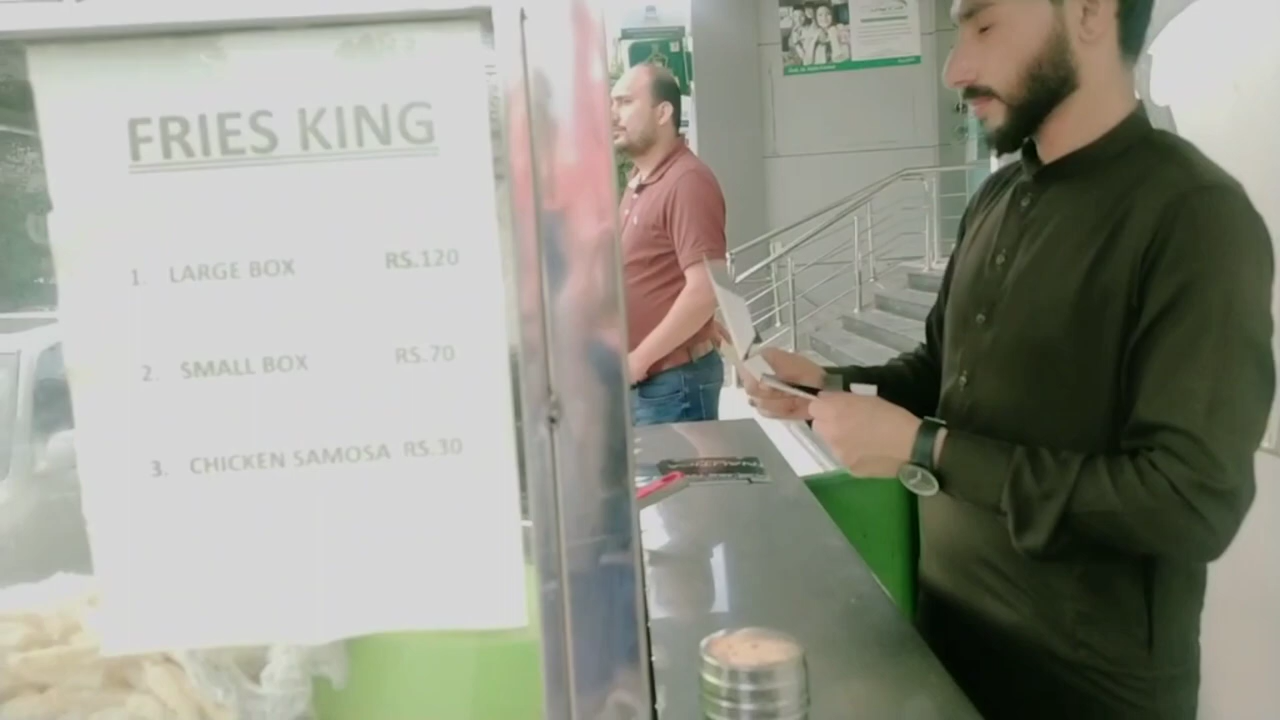 FRIES KING
1. LARGE BOX RS.120
2. SMALL BOX RS.70
3. CHICKEN SAMOSA RS.30